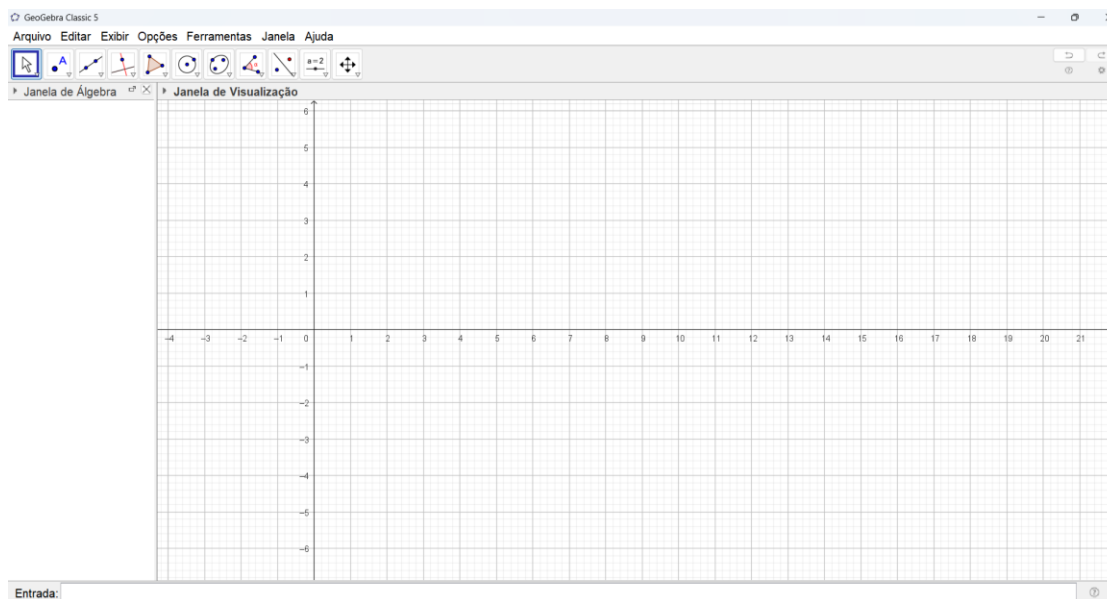 GeoGebra Classic 5
Arquivo Editar Exibir Opções Ferramentas Janela Ajuda
A α a=2
Janela de Álgebra Janela de Visualização
6
5
4
3
2
1
-4 -3 -2 -1 0 1 2 3 4 5 6 7 8 9 10 11 12 13 14 15 16 17 18 19 20 21
-1
-2
-3
-4
-5
-6
Entrada: